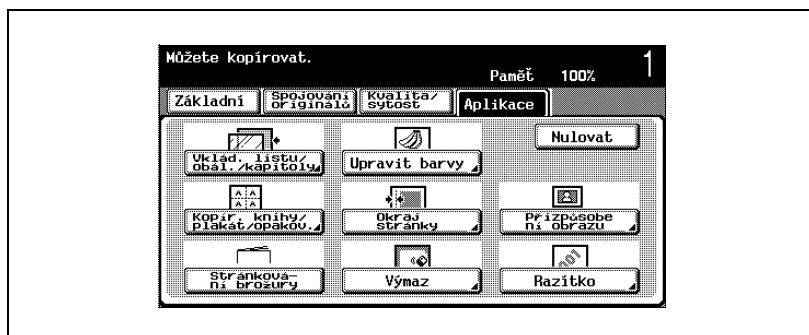 Můžete kopírovat.
Paměť 100% 1
Základní
Spojování
originálů
Kvalita/
sytost
Aplikace
Nulovat
Vklád. listu/
obál./kapitoly
Upravit barvy
A A
A A
Kopír. knihy/
plakát/opakov.
Okraj
stránky
Přizpůsobe
ní obrazu
001
Stránková-
ní brožury
Výmaz
Razítko